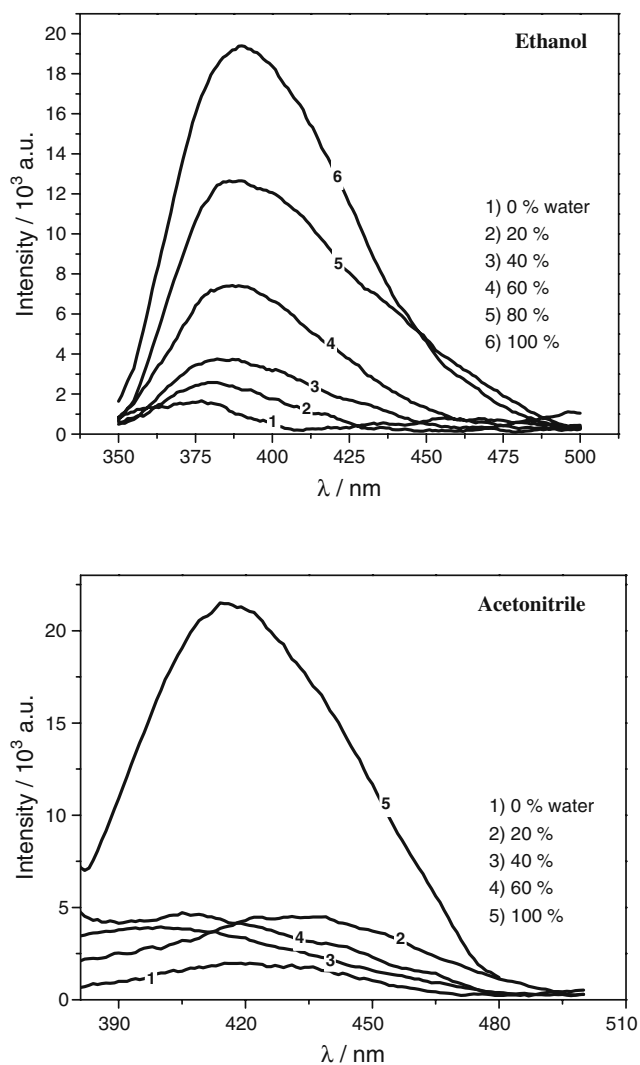 Ethanol
20
18
16
14
12
10
8
6
4
2
0
Intensity / 10³ a.u.
1) 0 % water
2) 20 %
3) 40 %
4) 60 %
5) 80 %
6) 100 %
6
5
4
3
2
1
350 375 400 425 450 475 500
λ / nm
Acetonitrile
20
15
10
5
0
Intensity / 10³ a.u.
1) 0 % water
2) 20 %
3) 40 %
4) 60 %
5) 100 %
5
2
4
3
1
390 420 450 480 510
λ / nm